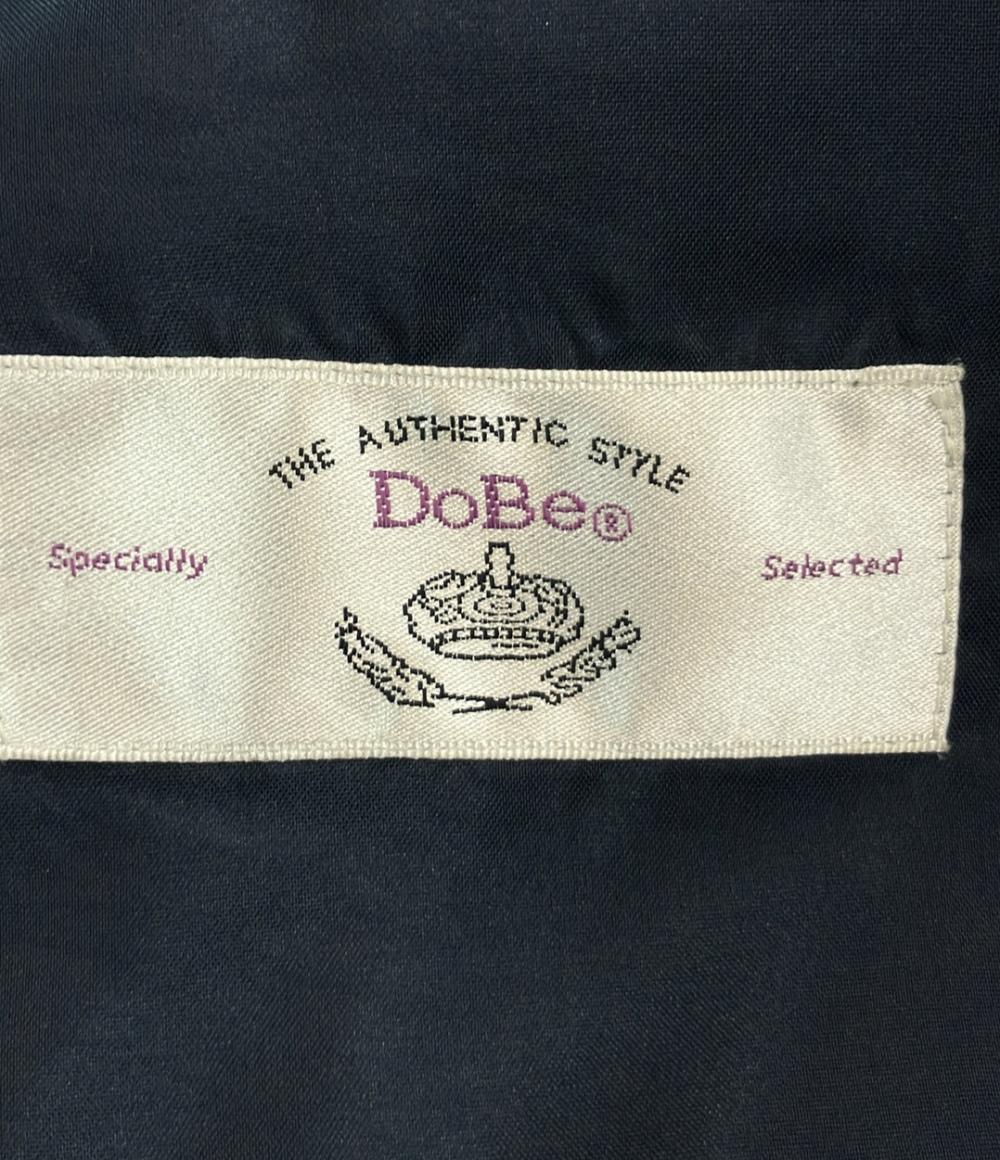 THE AUTHENTIC STYLE
DoBe®
Specially
Selected